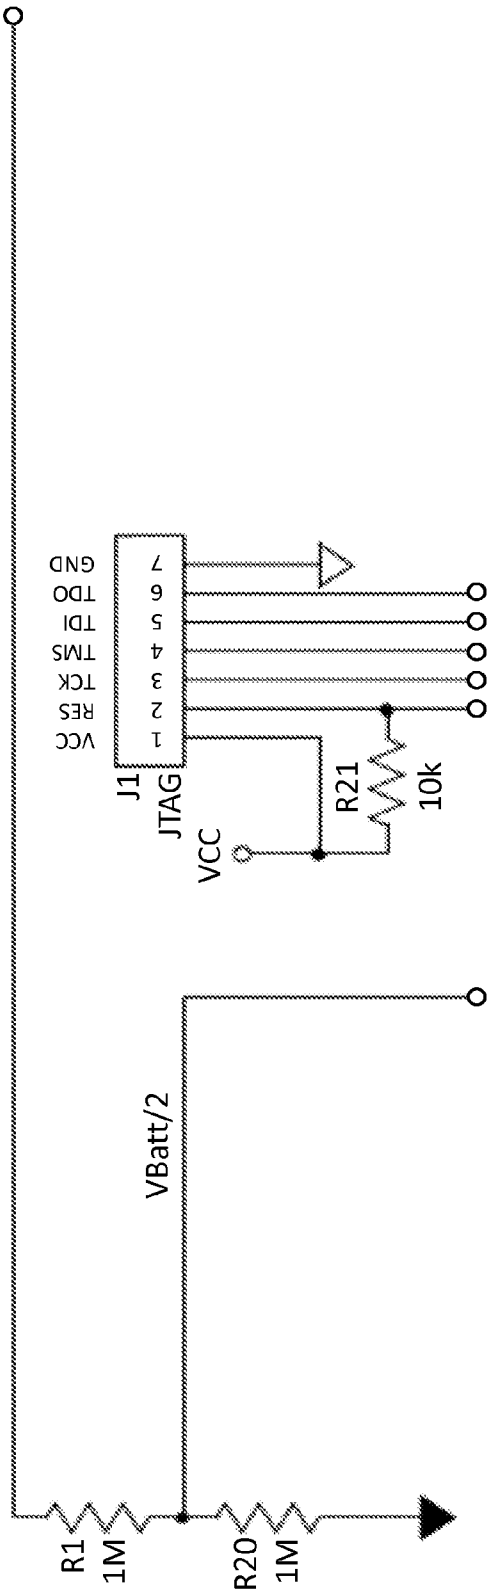 GND 7
TDO 6
TDI 5
TMS 4
TCK 3
RES 2
VCC 1
J1
JTAG
VCC
R21
10k
VBatt/2
R1
1M
R20
1M